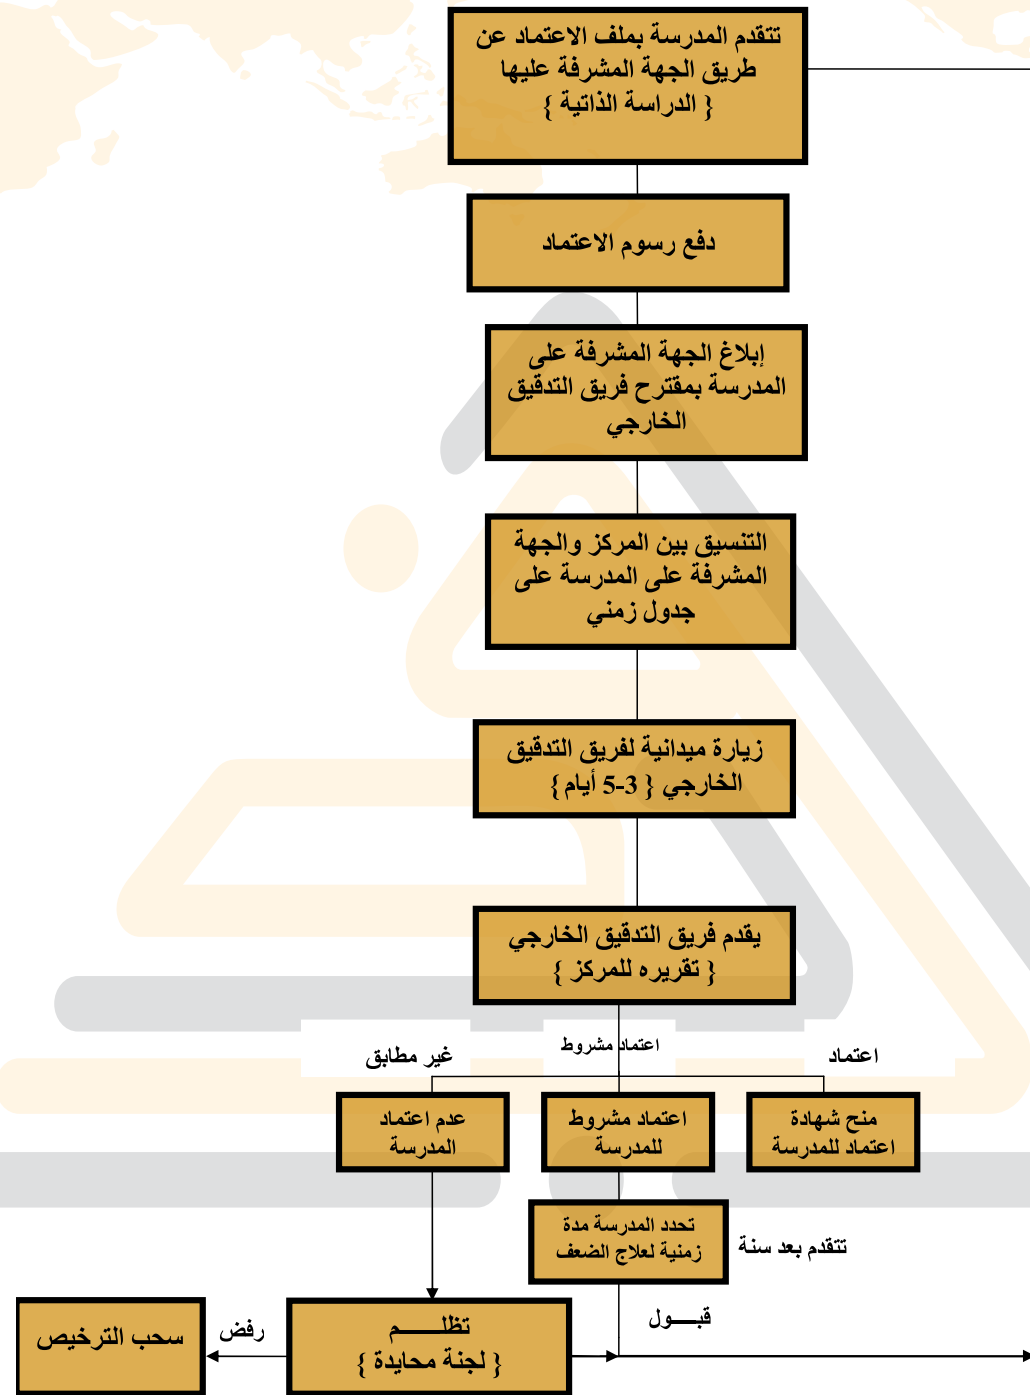 تتقدم المدرسة بملف الاعتماد عن
طريق الجهة المشرفة عليها
{ الدراسة الذاتية }
دفع رسوم الاعتماد
إبلاغ الجهة المشرفة على
المدرسة بمقترح فريق التدقيق
الخارجي
التنسيق بين المركز والجهة
المشرفة على المدرسة على
جدول زمني
زيارة ميدانية لفريق التدقيق
الخارجي { 3-5 أيام }
يقدم فريق التدقيق الخارجي
{ تقريره للمركز }
اعتماد
اعتماد مشروط
غير مطابق
منح شهادة
اعتماد للمدرسة
اعتماد مشروط
للمدرسة
عدم اعتماد
المدرسة
تحدد المدرسة مدة
زمنية لعلاج الضعف
تتقدم بعد سنة
قبـــول
تظلـــــم
{ لجنة محايدة }
رفض
سحب الترخيص